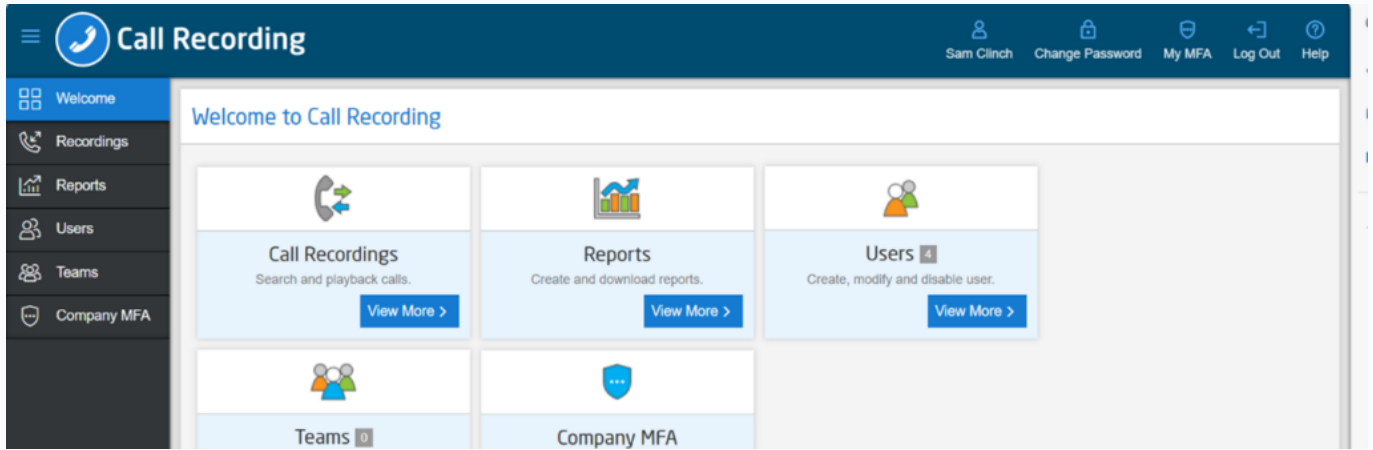 Call Recording
Sam Clinch
Change Password
My MFA
Log Out
Help
Welcome
Recordings
Reports
Users
Teams
Company MFA
Welcome to Call Recording
Call Recordings
Search and playback calls.
View More >
Reports
Create and download reports.
View More >
Users 4
Create, modify and disable user.
View More >
Teams 0
Company MFA